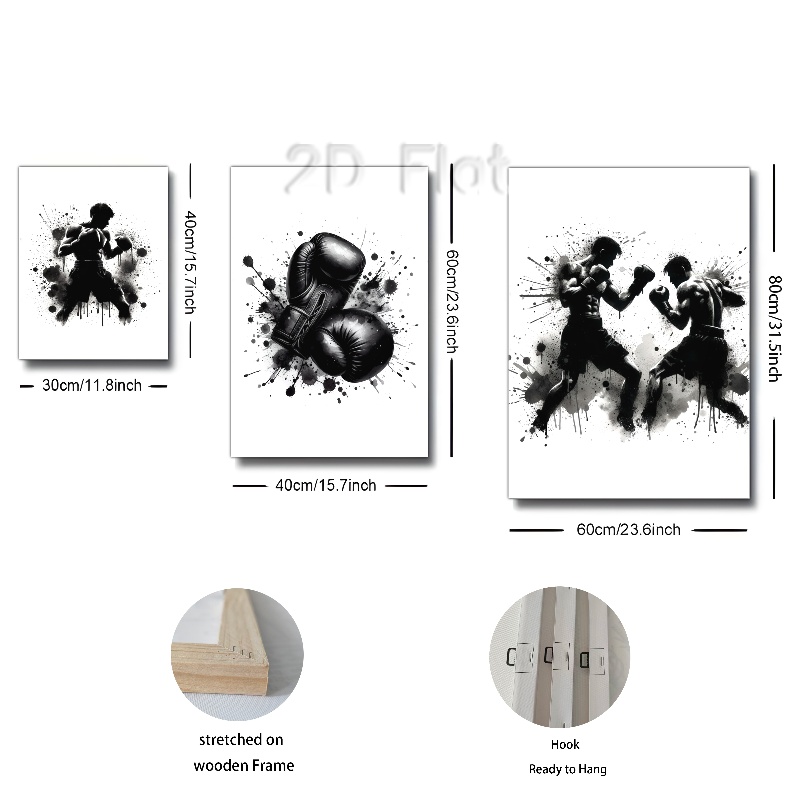 2D Flat
40cm/15.7inch
30cm/11.8inch
60cm/23.6inch
40cm/15.7inch
80cm/31.5inch
60cm/23.6inch
stretched on
wooden Frame
Hook
Ready to Hang